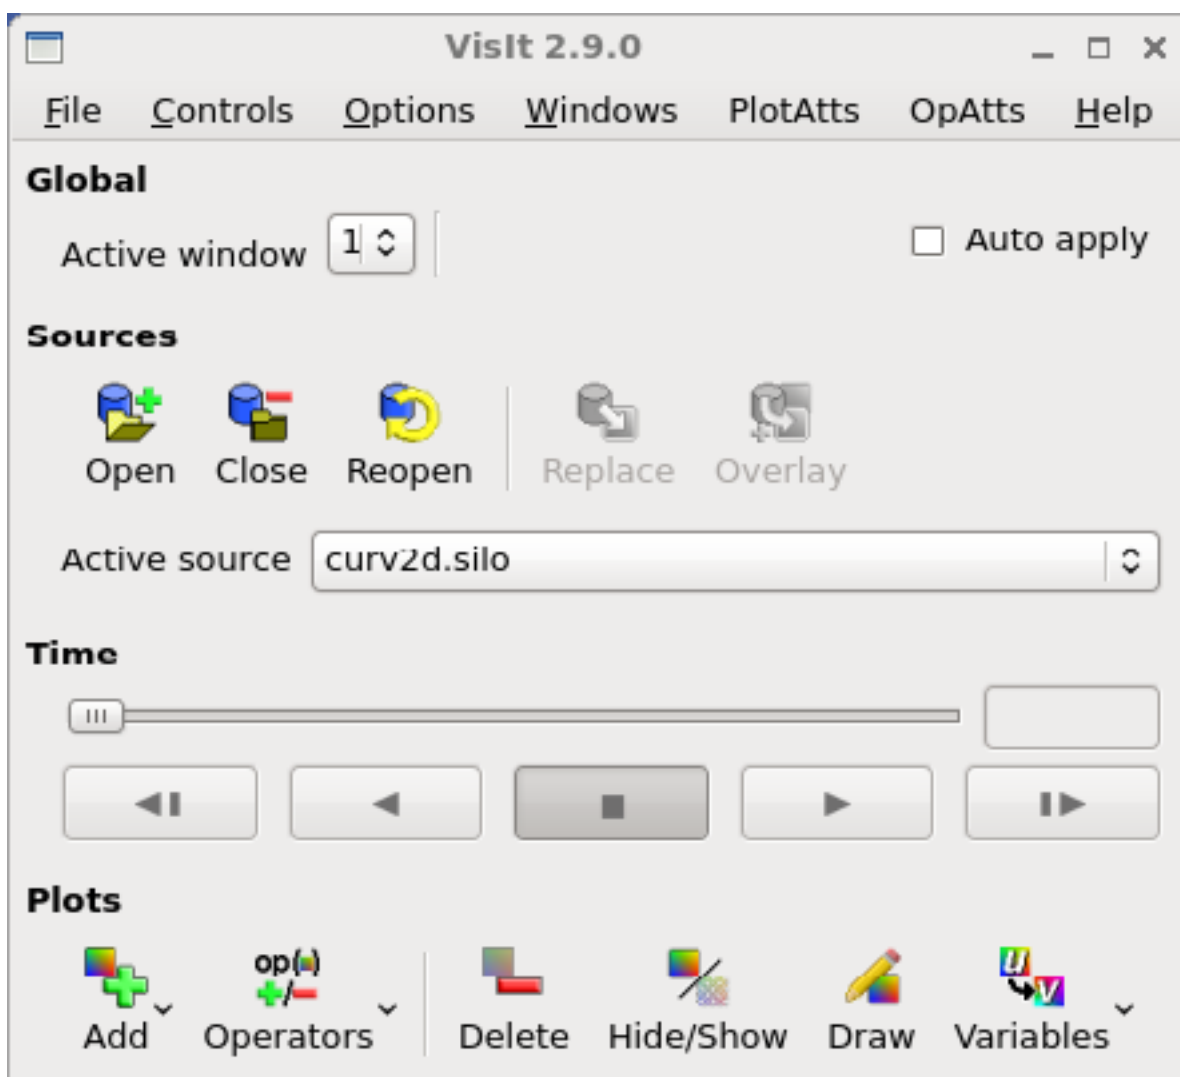 VisIt 2.9.0
File Controls Options Windows PlotAtts OpAtts Help
Global
Active window 1 Auto apply
Sources
Open Close Reopen Replace Overlay
Active source curv2d.silo
Time
Plots
op( )
+/-
U
V
Add Operators Delete Hide/Show Draw Variables